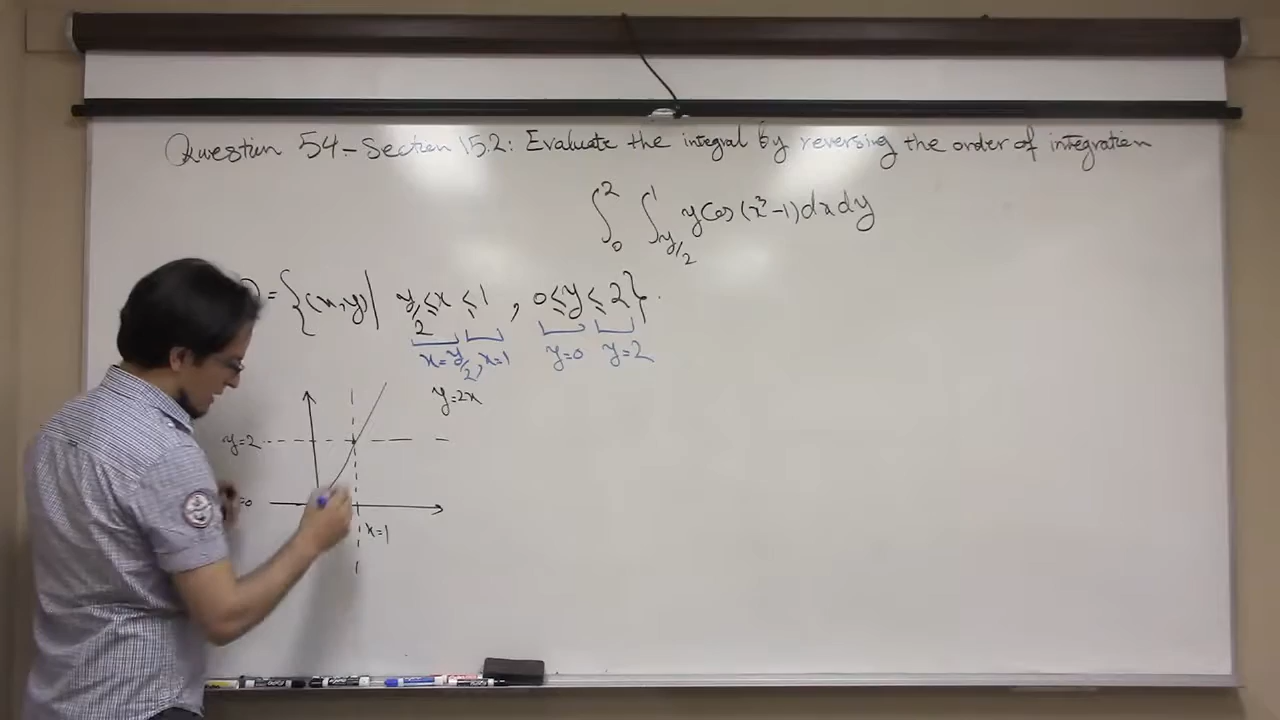 Question 54 - Section 15.2: Evaluate the integral by reversing the order of integration
∫₀² ∫_{y/2}^1 y cos(x³-1) dx dy
= {(x,y) | y/2 ≤ x ≤ 1 , 0 ≤ y ≤ 2}.
x=y/2, x=1 y=0 y=2
y=2x
y=2
=0
x=1